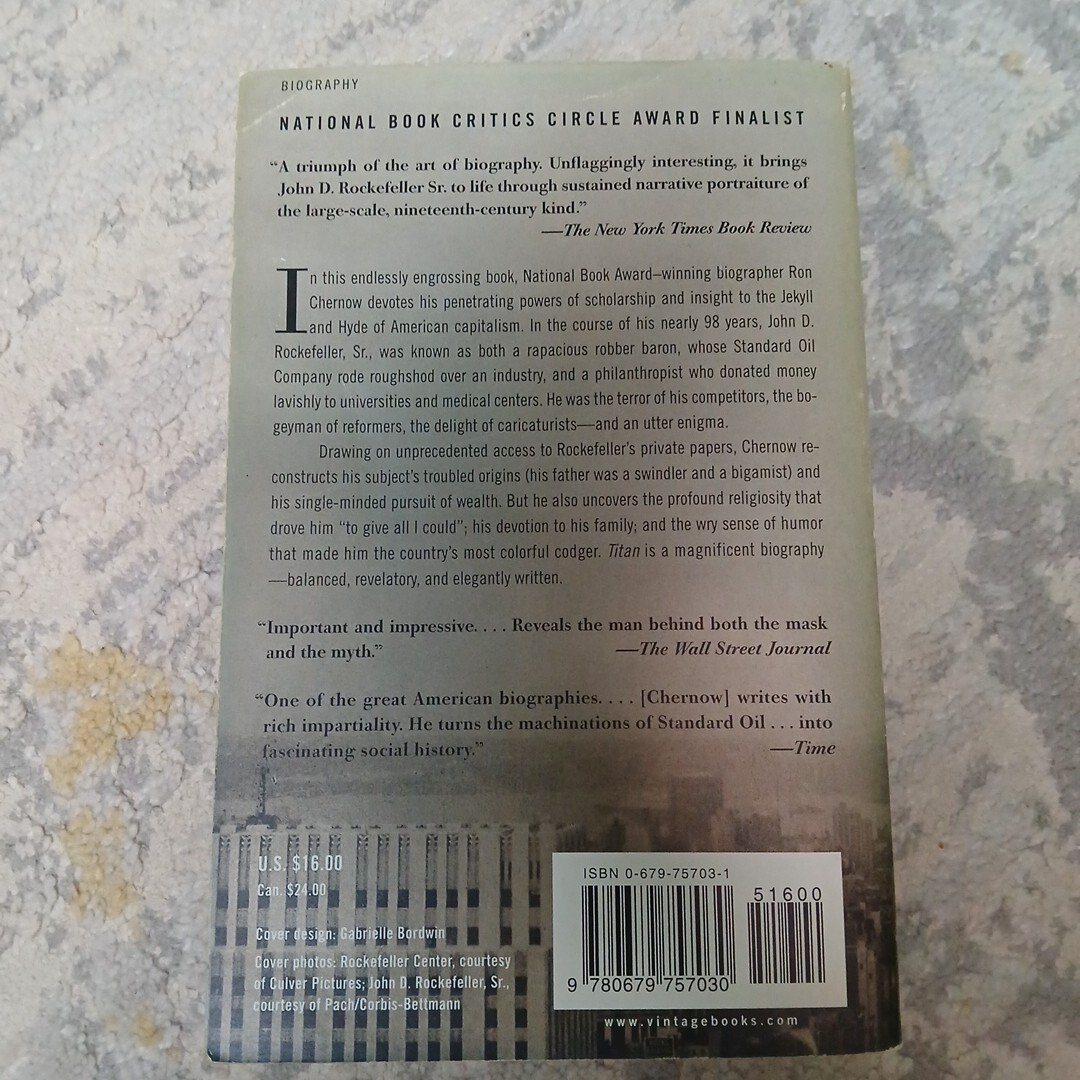 BIOGRAPHY
NATIONAL BOOK CRITICS CIRCLE AWARD FINALIST
“A triumph of the art of biography. Unflaggingly interesting, it brings
John D. Rockefeller Sr. to life through sustained narrative portraiture of
the large-scale, nineteenth-century kind.”
—The New York Times Book Review
In this endlessly engrossing book, National Book Award–winning biographer Ron
Chernow devotes his penetrating powers of scholarship and insight to the Jekyll
and Hyde of American capitalism. In the course of his nearly 98 years, John D.
Rockefeller, Sr., was known as both a rapacious robber baron, whose Standard Oil
Company rode roughshod over an industry, and a philanthropist who donated money
lavishly to universities and medical centers. He was the terror of his competitors, the bo-
geyman of reformers, the delight of caricaturists—and an utter enigma.
Drawing on unprecedented access to Rockefeller’s private papers, Chernow re-
constructs his subject’s troubled origins (his father was a swindler and a bigamist) and
his single-minded pursuit of wealth. But he also uncovers the profound religiosity that
drove him “to give all I could”; his devotion to his family; and the wry sense of humor
that made him the country’s most colorful codger. Titan is a magnificent biography
—balanced, revelatory, and elegantly written.
“Important and impressive. . . . Reveals the man behind both the mask
and the myth.” —The Wall Street Journal
“One of the great American biographies. . . . [Chernow] writes with
rich impartiality. He turns the machinations of Standard Oil . . . into
fascinating social history.” —Time
U.S. $16.00
Can. $24.00
Cover design: Gabrielle Bordwin
Cover photos: Rockefeller Center, courtesy
of Culver Pictures; John D. Rockefeller, Sr.,
courtesy of Pach/Corbis-Bettmann
ISBN 0-679-75703-1
51600
9 780679 757030
www.vintagebooks.com